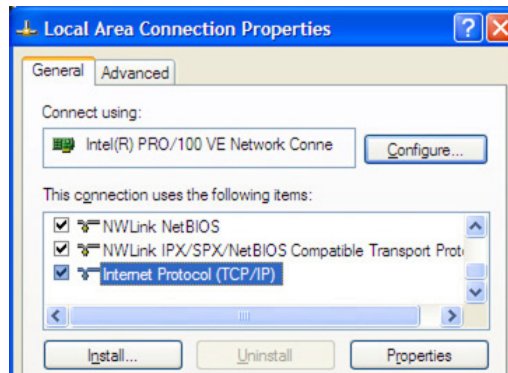 Local Area Connection Properties
General Advanced
Connect using:
Intel(R) PRO/100 VE Network Conne
Configure...
This connection uses the following items:
NWLink NetBIOS
NWLink IPX/SPX/NetBIOS Compatible Transport Proto
Internet Protocol (TCP/IP)
Install... Uninstall Properties